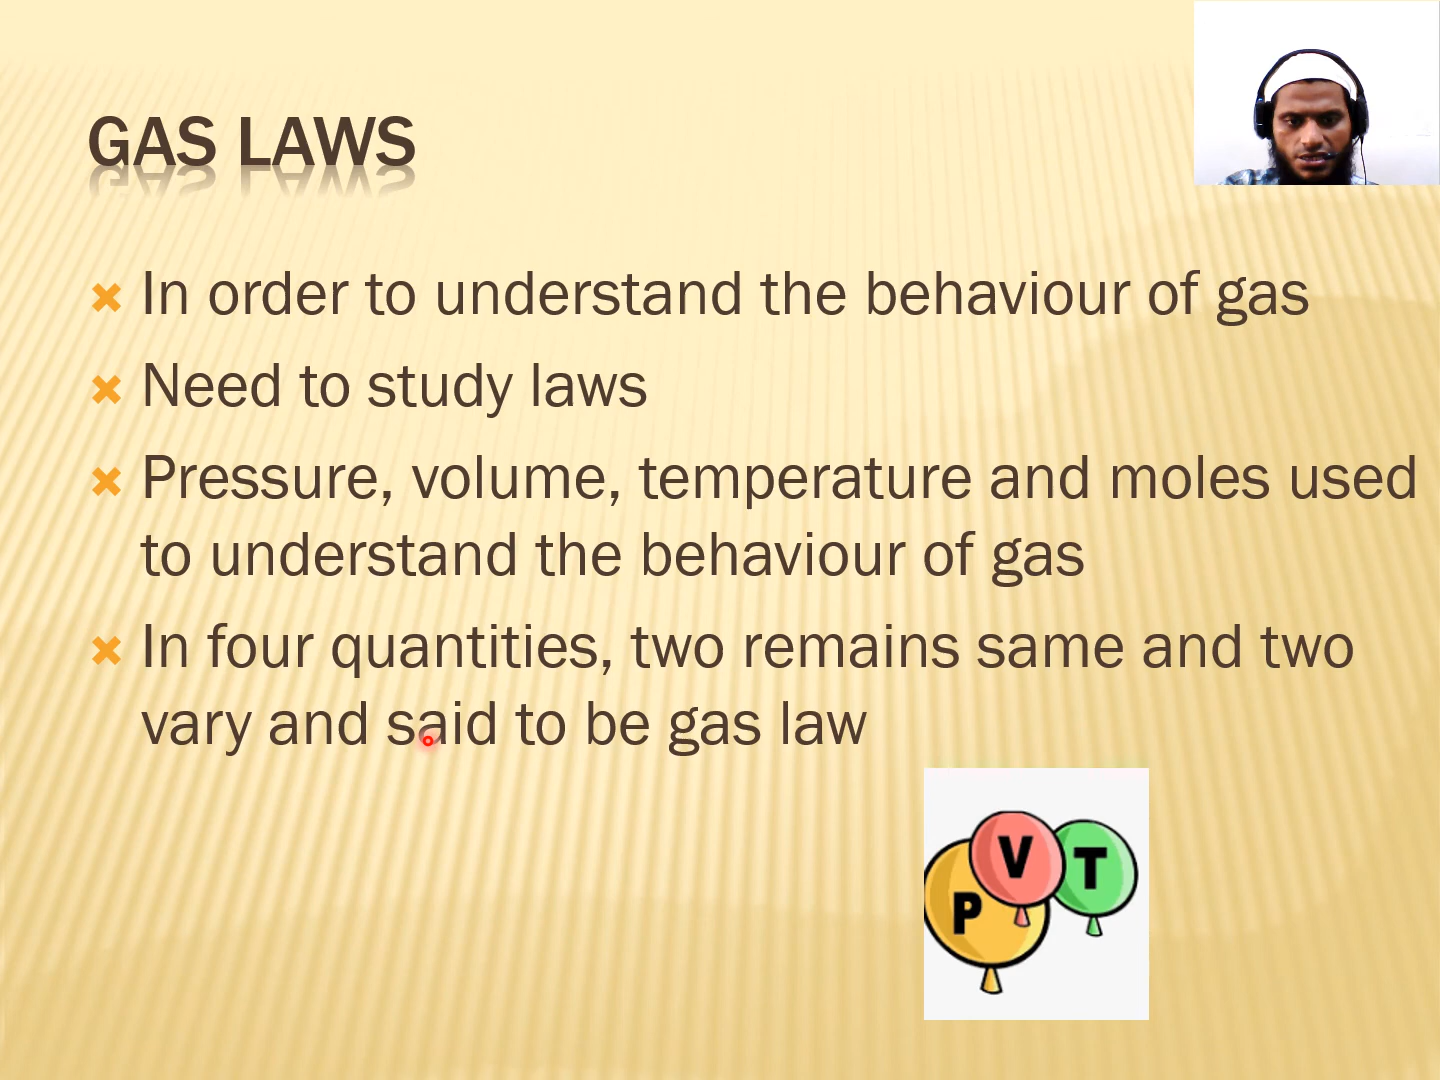 GAS LAWS
In order to understand the behaviour of gas
Need to study laws
Pressure, volume, temperature and moles used
to understand the behaviour of gas
In four quantities, two remains same and two
vary and said to be gas law
P V T